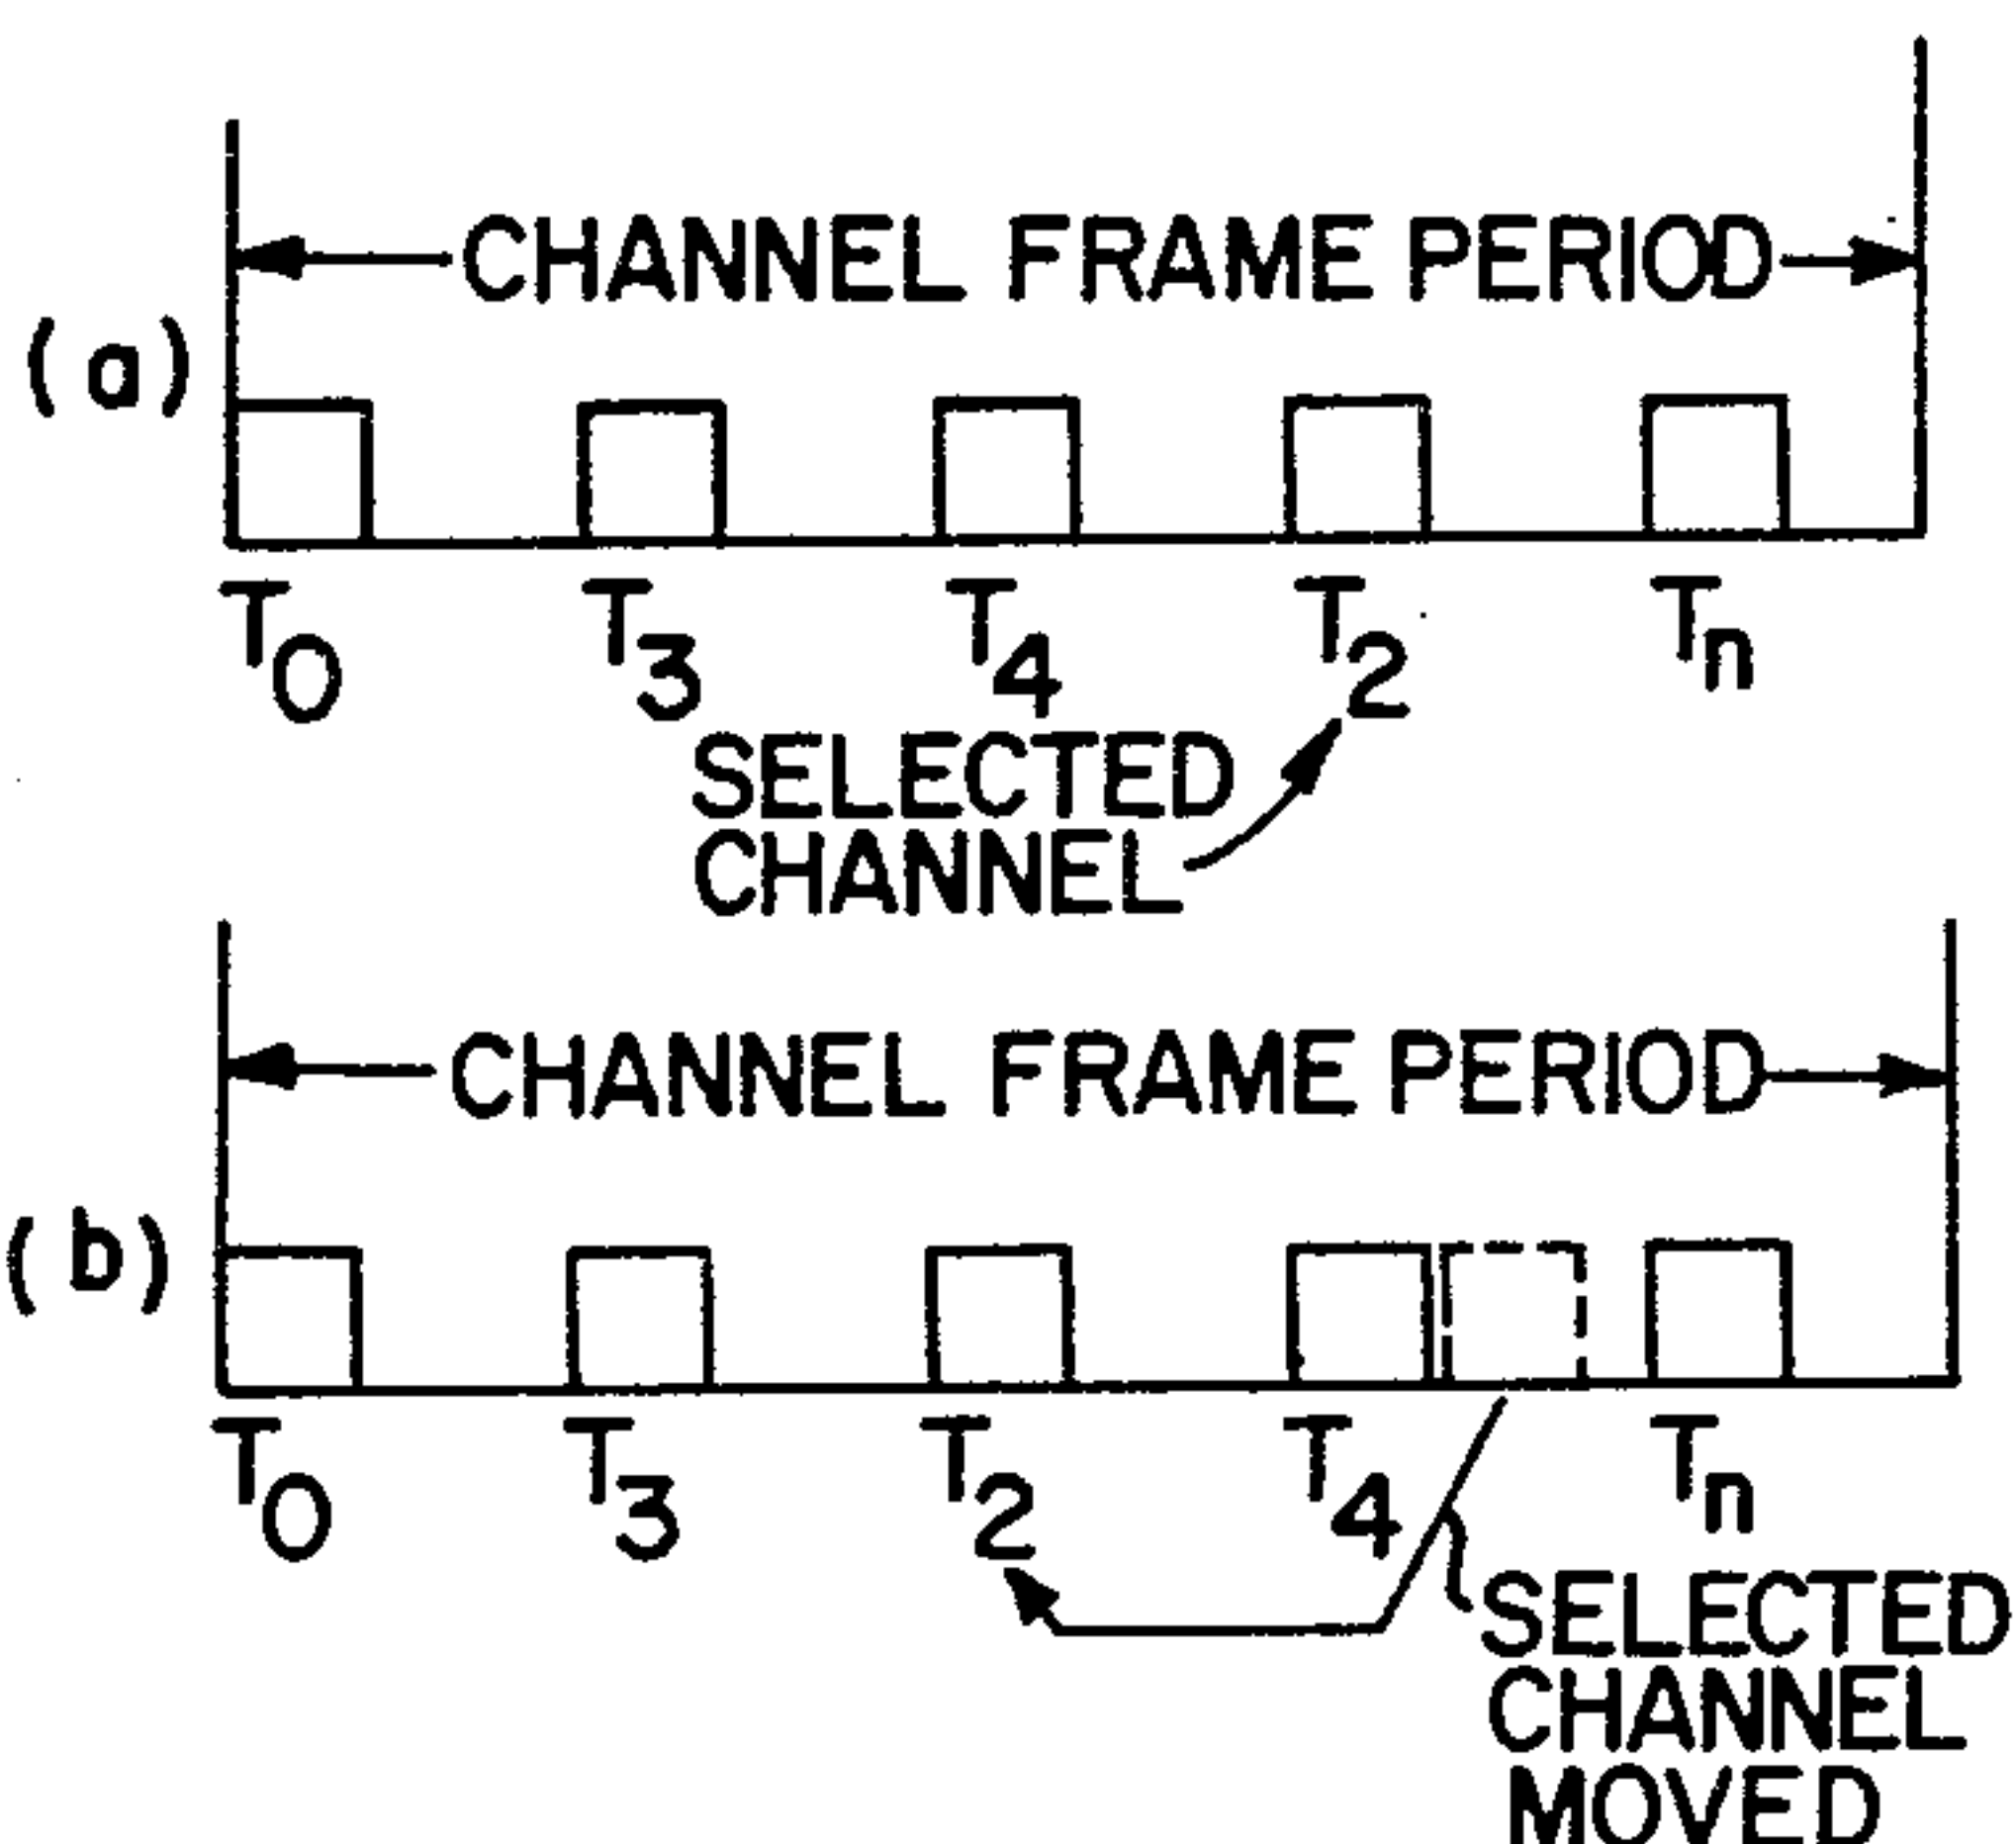 CHANNEL FRAME PERIOD
(a)
T0 T3 T4 T2 Tn
SELECTED
CHANNEL
CHANNEL FRAME PERIOD
(b)
T0 T3 T2 T4 Tn
SELECTED
CHANNEL
MOVED